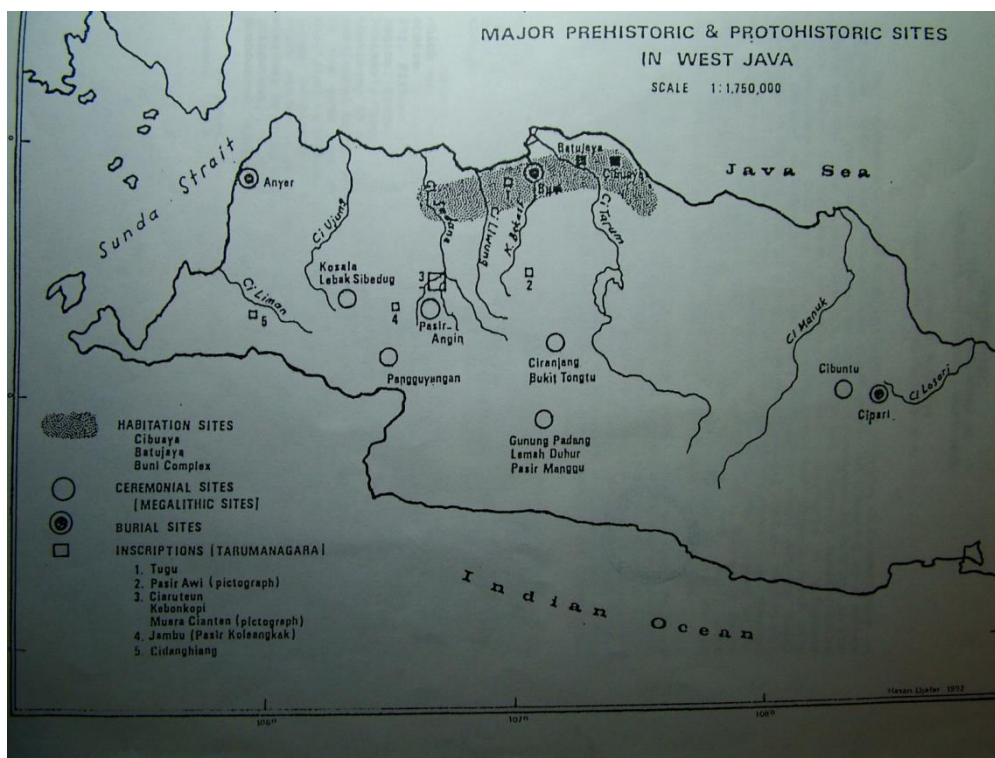 MAJOR PREHISTORIC & PROTOHISTORIC SITES
IN WEST JAVA
SCALE 1:1,750,000
Sunda Strait
Java Sea
Anyer
Batujaya
Cibuaya
Buni
1
Ci Ujung
Ci Liwung
K. Bekasi
Ci Tarum
Kosala
Lebak Sibedug
3
2
Ci Liman
5
4
Pasir-
Angin
Ci Manuk
Pangguyangan
Ciranjang
Bukit Tongtu
Cibuntu
Cipari
Ci Losari
Gunung Padang
Lemah Duhur
Pasir Manggu
HABITATION SITES
Cibuaya
Batujaya
Buni Complex
CEREMONIAL SITES
[MEGALITHIC SITES]
BURIAL SITES
INSCRIPTIONS [TARUMANAGARA]
1. Tugu
2. Pasir Awi (pictograph)
3. Ciaruteun
Kebonkopi
Muara Cianten (pictograph)
4. Jambu (Pasir Koleangkak)
5. Cidanghiang
Indian Ocean
Hasan Djafar 1992
106°
107°
108°